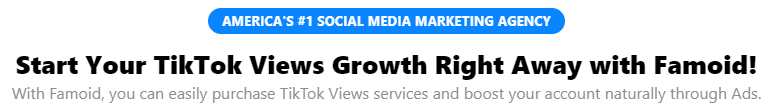 AMERICA'S #1 SOCIAL MEDIA MARKETING AGENCY
Start Your TikTok Views Growth Right Away with Famoid!
With Famoid, you can easily purchase TikTok Views services and boost your account naturally through Ads.